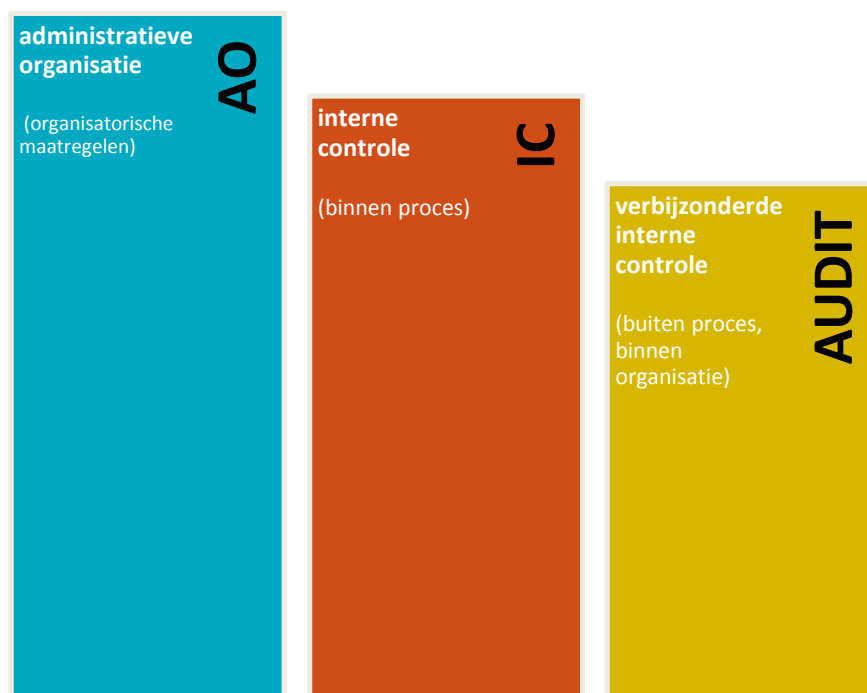 administratieve
organisatie
(organisatorische
maatregelen)
AO
interne
controle
(binnen proces)
IC
verbijzonderde
interne
controle
(buiten proces,
binnen
organisatie)
AUDIT